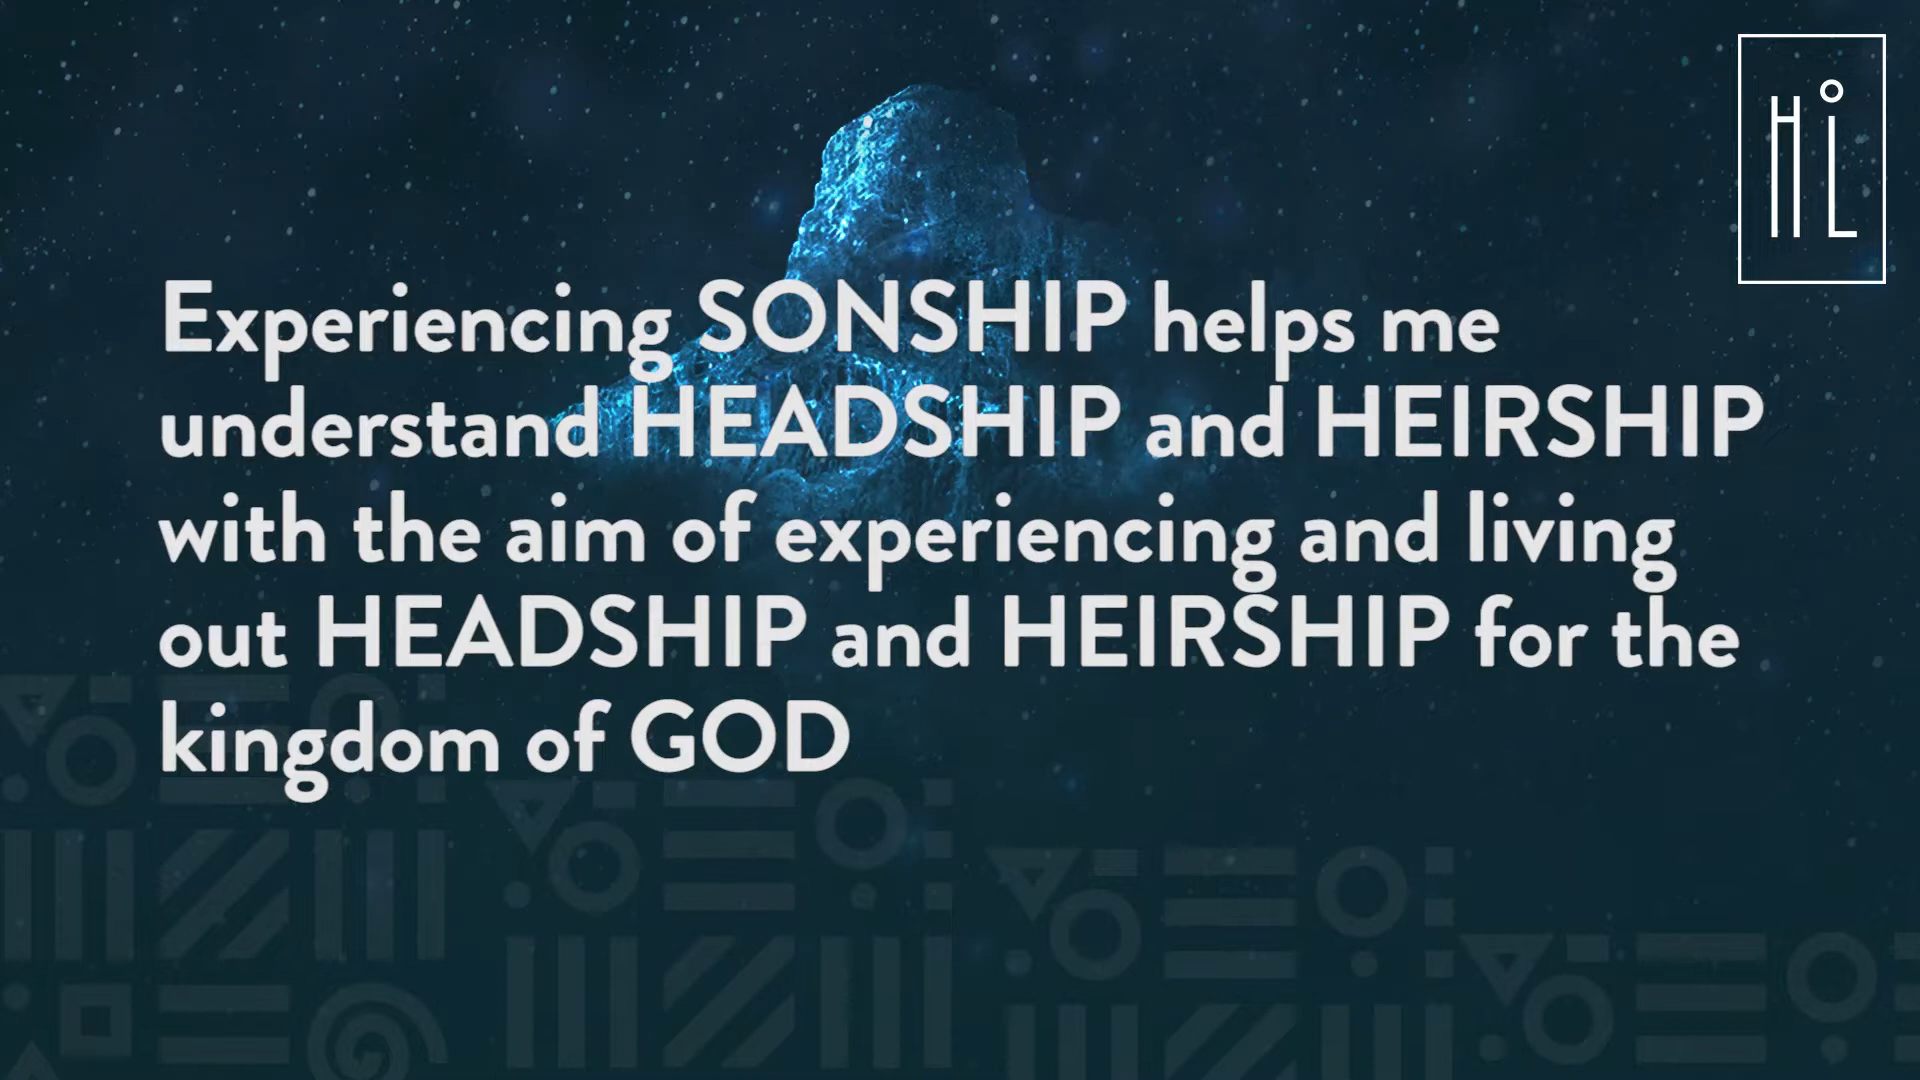 HiL
Experiencing SONSHIP helps me
understand HEADSHIP and HEIRSHIP
with the aim of experiencing and living
out HEADSHIP and HEIRSHIP for the
kingdom of GOD